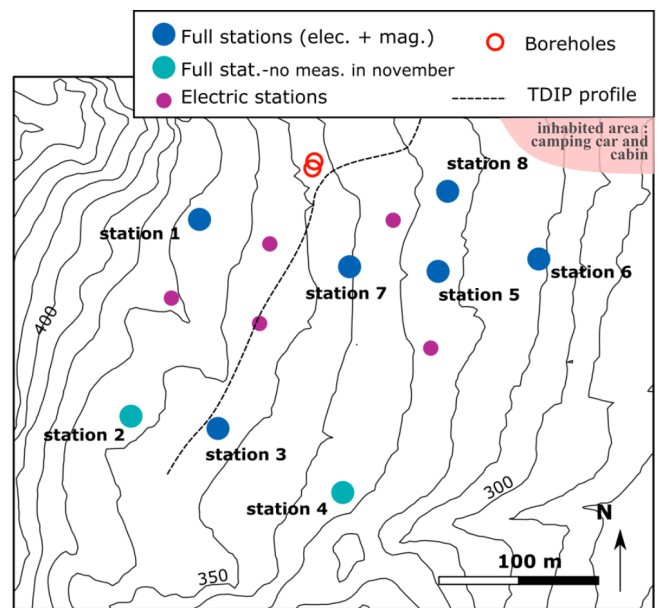 Full stations (elec. + mag.)
Boreholes
Full stat.-no meas. in november
Electric stations
TDIP profile
inhabited area :
camping car and
cabin
station 8
station 1
station 6
station 7
station 5
400
station 2
station 3
300
station 4
N
100 m
350